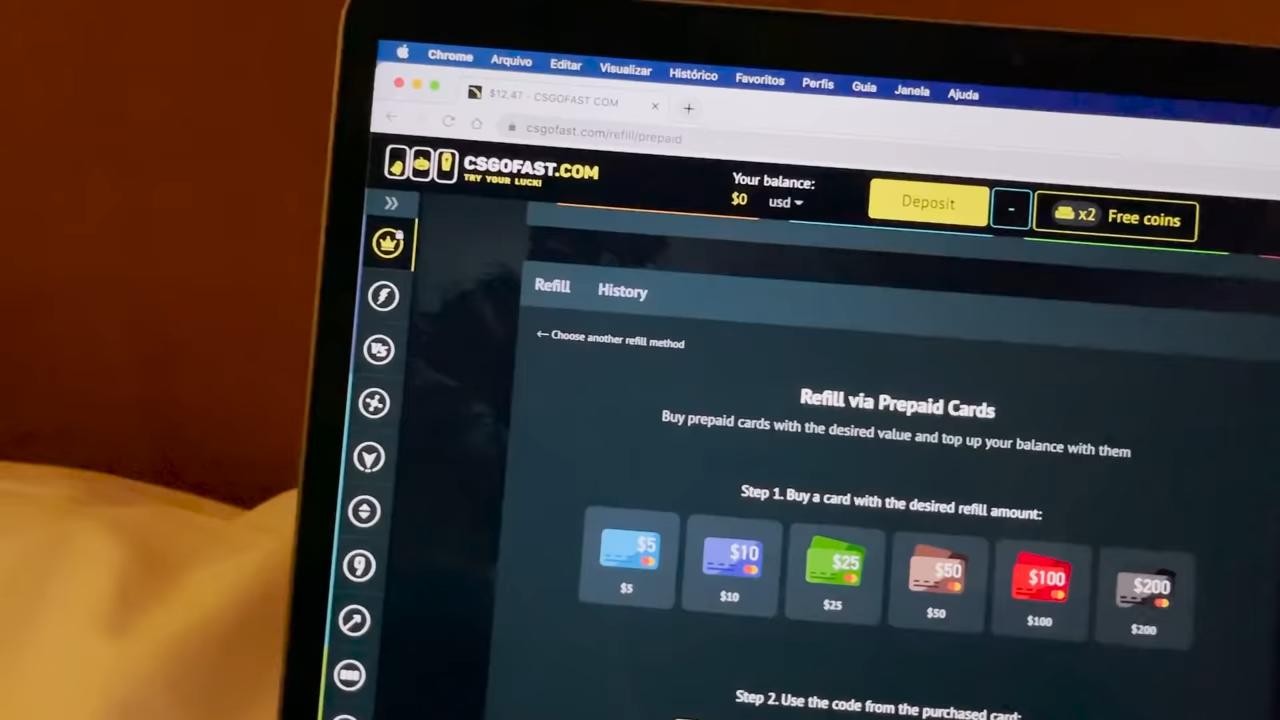 Chrome Arquivo Editar Visualizar Histórico Favoritos Perfis Guia Janela Ajuda
$12,47 - CSGOFAST COM
csgofast.com/refill/prepaid
CSGOFAST.COM
TRY YOUR LUCK!
Your balance:
$0 usd
Deposit
-
x2 Free coins
VS
9
Refill History
← Choose another refill method
Refill via Prepaid Cards
Buy prepaid cards with the desired value and top up your balance with them
Step 1. Buy a card with the desired refill amount:
$5 $10 $25 $50 $100 $200
$5 $10 $25 $50 $100 $200
Step 2. Use the code from the purchased card: